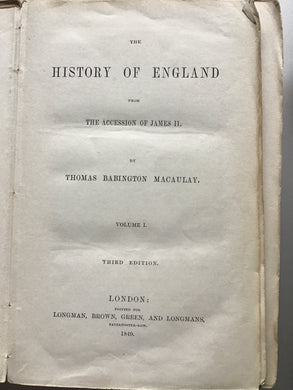 THE
HISTORY OF ENGLAND
FROM
THE ACCESSION OF JAMES II.
BY
THOMAS BABINGTON MACAULAY.
VOLUME I.
THIRD EDITION.
LONDON:
PRINTED FOR
LONGMAN, BROWN, GREEN, AND LONGMANS,
PATERNOSTER-ROW.
1849.